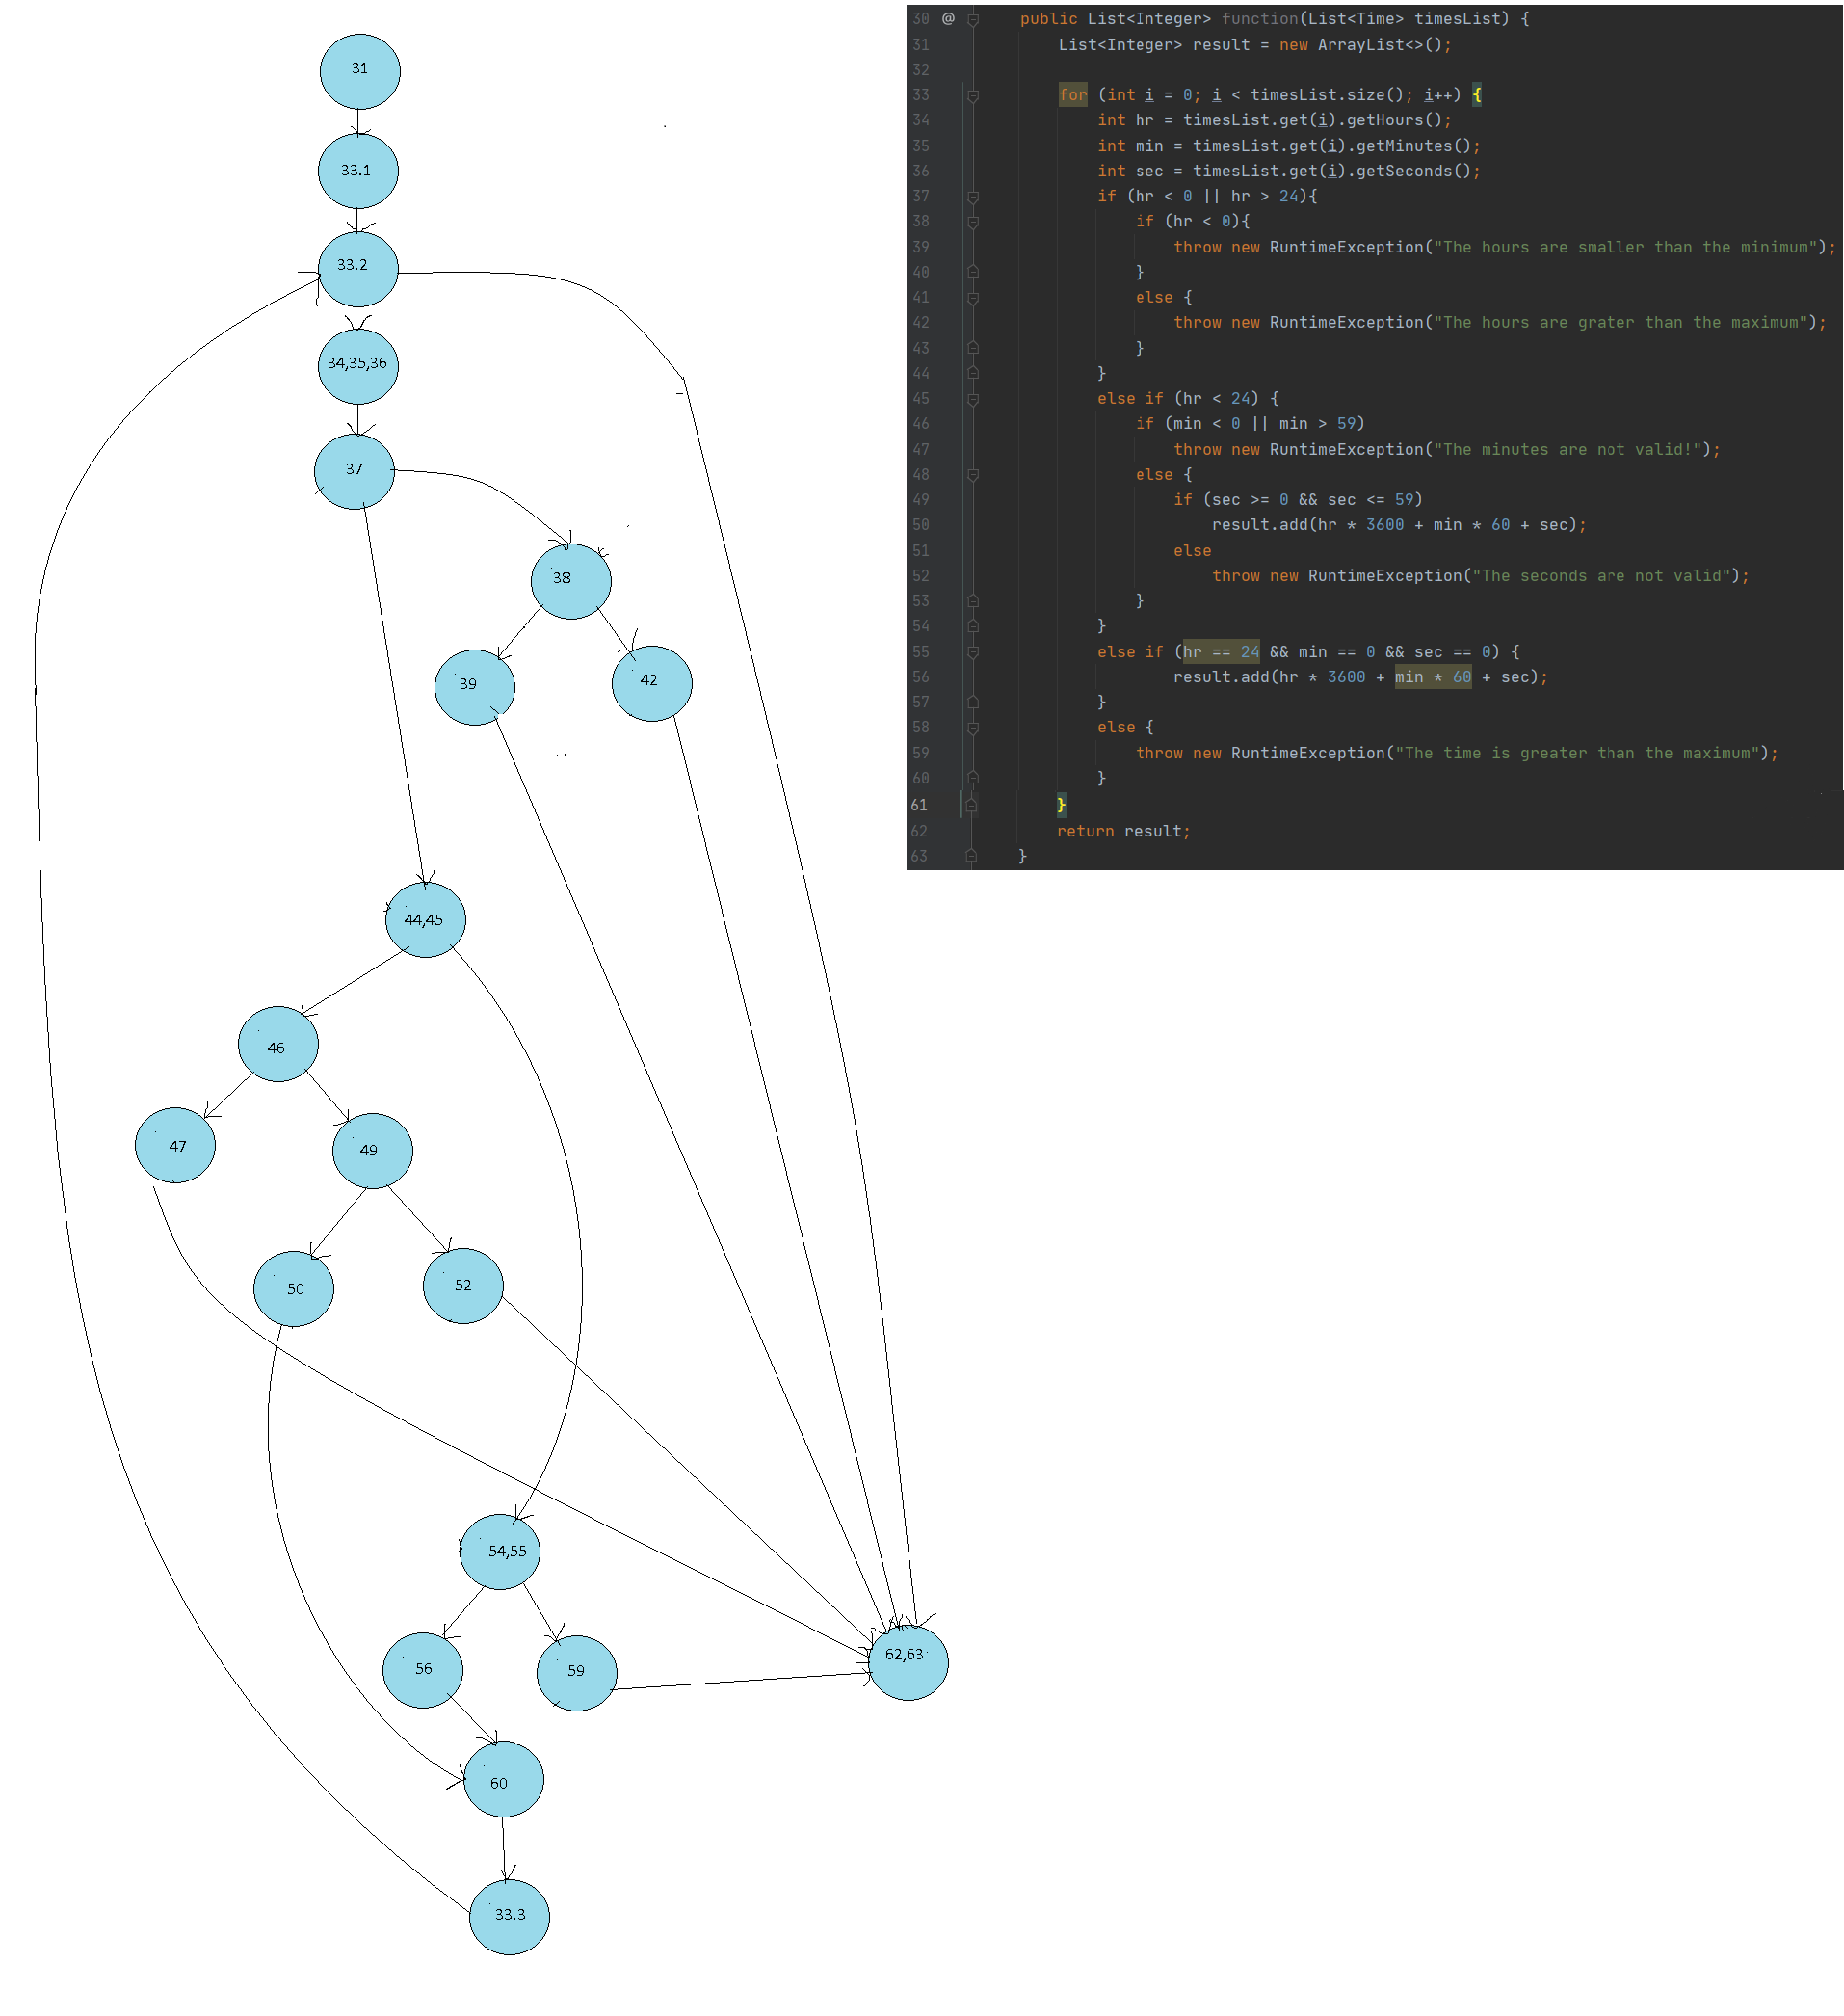 31
33.1
33.2
34,35,36
37
38
39
42
44,45
46
47
49
50
52
54,55
56
59
62,63
60
33.3
30 @ public List<Integer> function(List<Time> timesList) {
31 List<Integer> result = new ArrayList<>();
32
33 for (int i = 0; i < timesList.size(); i++) {
34 int hr = timesList.get(i).getHours();
35 int min = timesList.get(i).getMinutes();
36 int sec = timesList.get(i).getSeconds();
37 if (hr < 0 || hr > 24){
38 if (hr < 0){
39 throw new RuntimeException("The hours are smaller than the minimum");
40 }
41 else {
42 throw new RuntimeException("The hours are grater than the maximum");
43 }
44 }
45 else if (hr < 24) {
46 if (min < 0 || min > 59)
47 throw new RuntimeException("The minutes are not valid!");
48 else {
49 if (sec >= 0 && sec <= 59)
50 result.add(hr * 3600 + min * 60 + sec);
51 else
52 throw new RuntimeException("The seconds are not valid");
53 }
54 }
55 else if (hr == 24 && min == 0 && sec == 0) {
56 result.add(hr * 3600 + min * 60 + sec);
57 }
58 else {
59 throw new RuntimeException("The time is greater than the maximum");
60 }
61 }
62 return result;
63 }